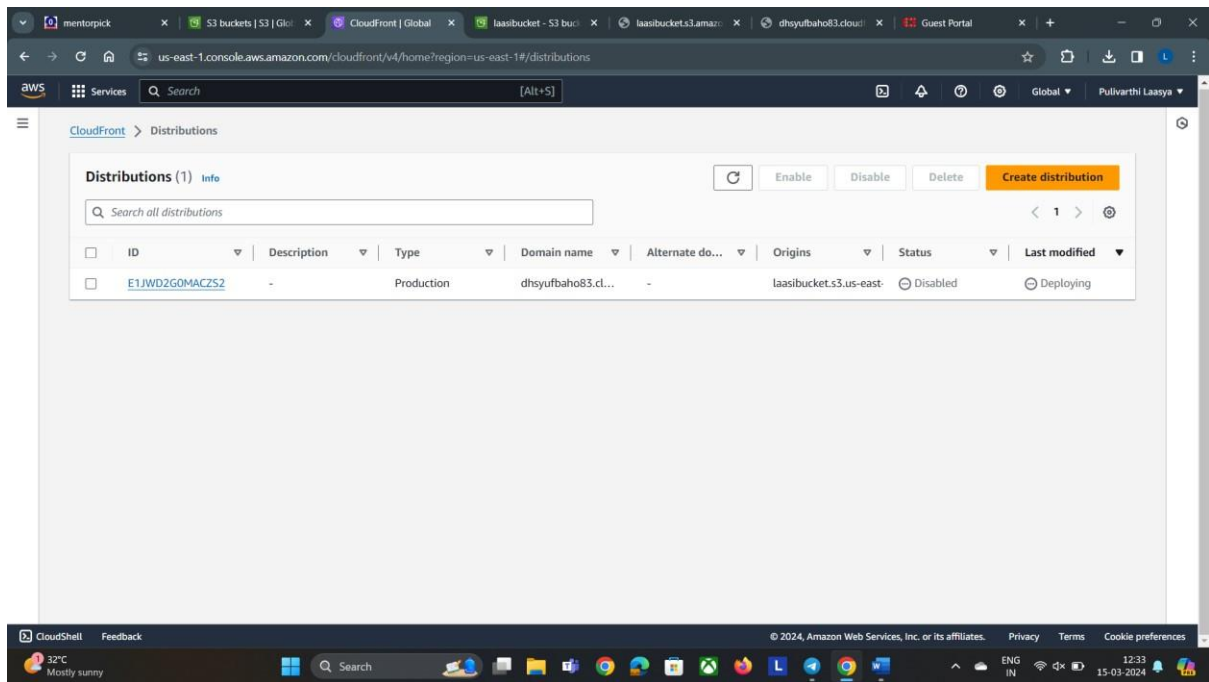 mentorpick
S3 buckets | S3 | Glo
CloudFront | Global
laasibucket - S3 buc
laasibucket.s3.amazo
dhsyufbaho83.cloud
Guest Portal
us-east-1.console.aws.amazon.com/cloudfront/v4/home?region=us-east-1#/distributions
aws Services Search [Alt+S] Global Pulivarthi Laasya
CloudFront > Distributions
Distributions (1) Info Enable Disable Delete Create distribution
Search all distributions 1
ID Description Type Domain name Alternate do... Origins Status Last modified
E1JWD2G0MACZS2 - Production dhsyufbaho83.cl... - laasibucket.s3.us-east- Disabled Deploying
CloudShell Feedback © 2024, Amazon Web Services, Inc. or its affiliates. Privacy Terms Cookie preferences
32°C
Mostly sunny
Search
ENG
IN
12:33
15-03-2024